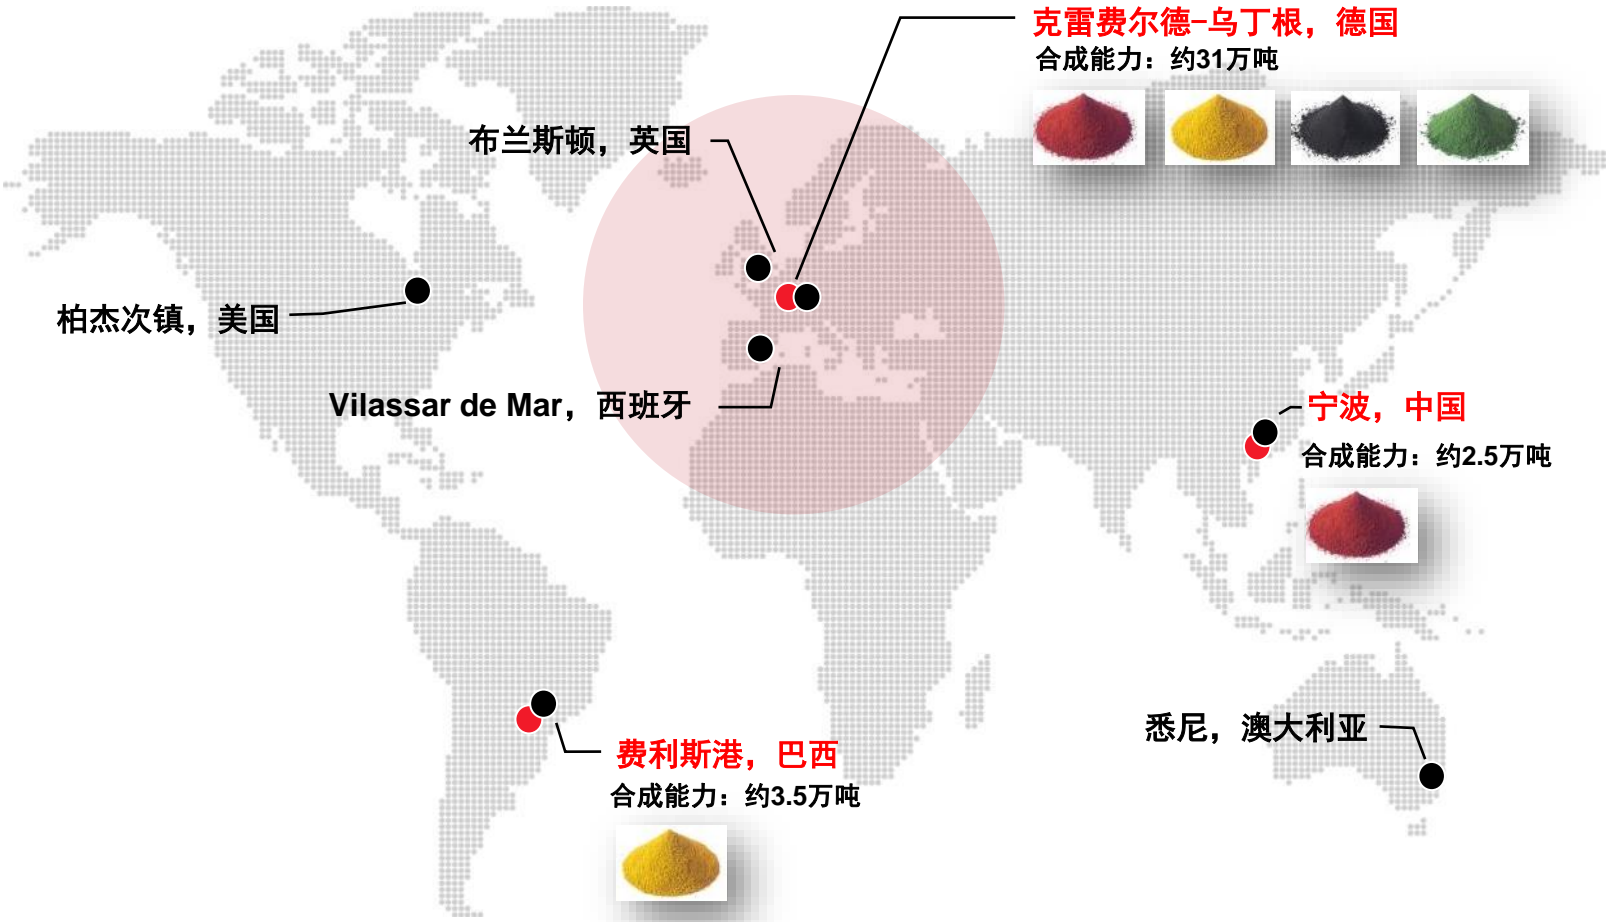 克雷费尔德-乌丁根，德国
合成能力：约31万吨
布兰斯顿，英国
柏杰次镇，美国
Vilassar de Mar，西班牙
宁波，中国
合成能力：约2.5万吨
悉尼，澳大利亚
费利斯港，巴西
合成能力：约3.5万吨